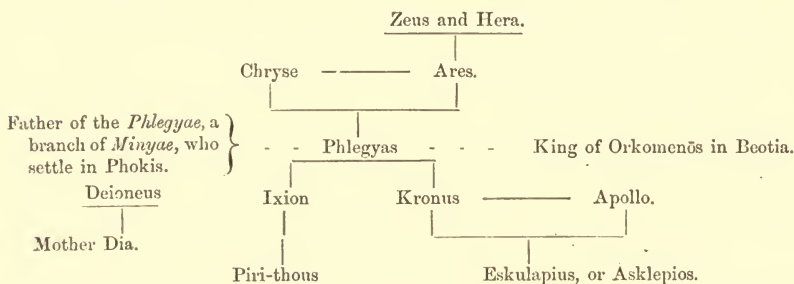 Zeus and Hera.
Chryse Ares.
Father of the Phlegyae, a
branch of Minyae, who
settle in Phokis.
Phlegyas
King of Orkomenōs in Beotia.
Deioneus
Ixion Kronus Apollo.
Mother Dia.
Piri-thous Eskulapius, or Asklepios.